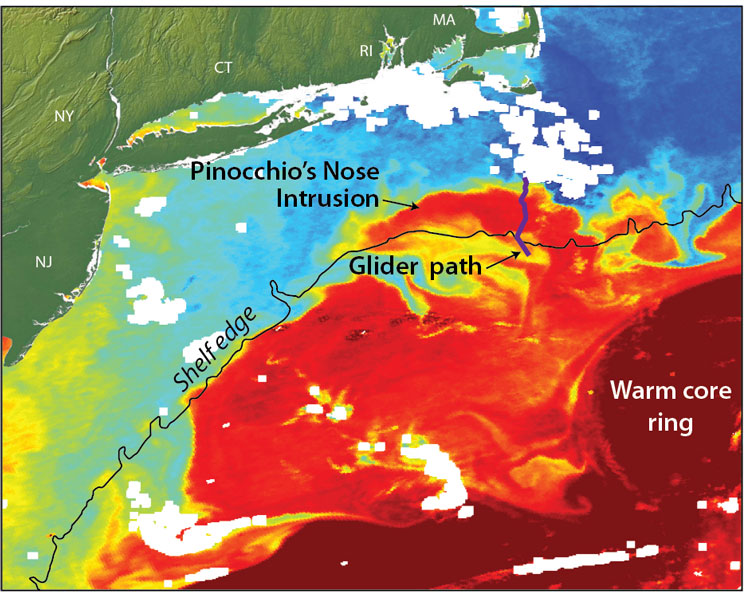 MA
RI
CT
NY
Pinocchio's Nose
Intrusion
NJ
Glider path
Shelf edge
Warm core
ring